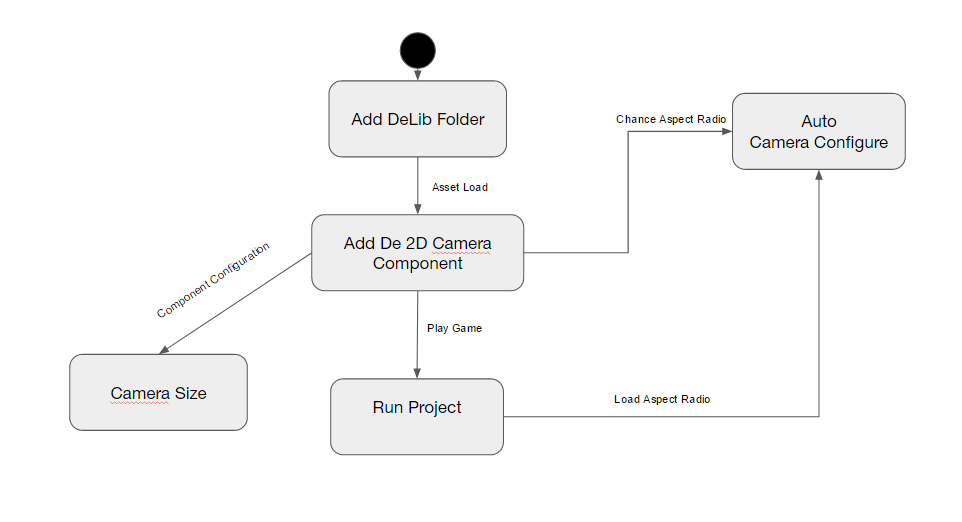 Add DeLib Folder
Chance Aspect Radio
Auto
Camera Configure
Asset Load
Add De 2D Camera
Component
Component Configuration
Play Game
Camera Size
Run Project
Load Aspect Radio